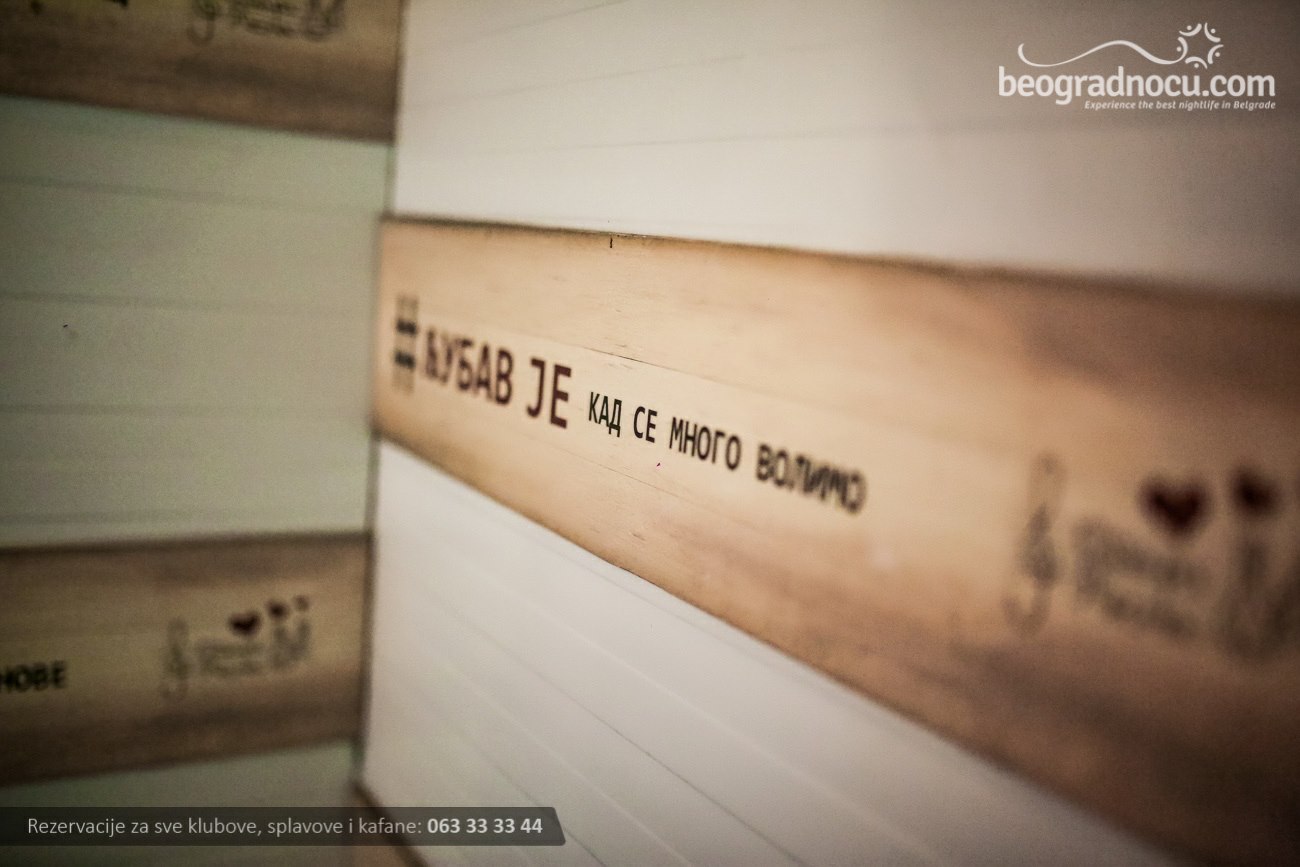 beogradnocu.com
Experience the best nightlife in Belgrade
#ЉУБАВ ЈЕ КАД СЕ МНОГО ВОЛИМО
НОВЕ
Rezervacije za sve klubove, splavove i kafane: 063 33 33 44